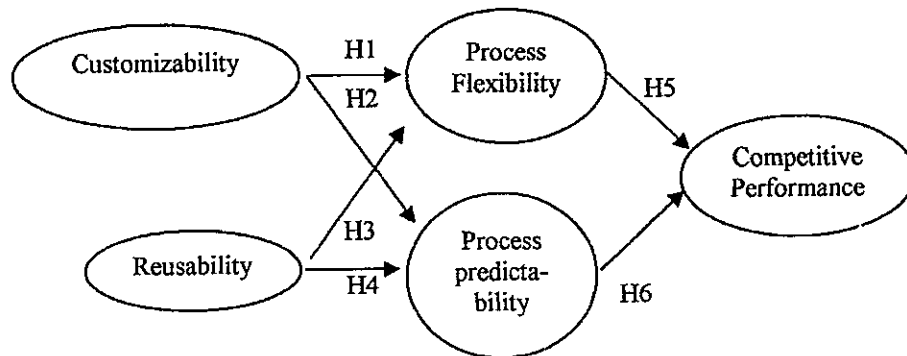 Customizability
H1
H2
Process
Flexibility
H5
Competitive
Performance
Reusability
H3
H4
Process
predicta-
bility
H6